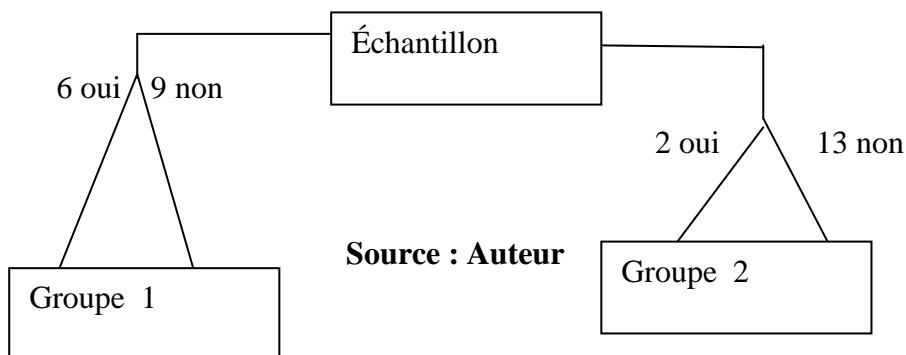 Échantillon
6 oui 9 non
2 oui 13 non
Source : Auteur
Groupe 1
Groupe 2